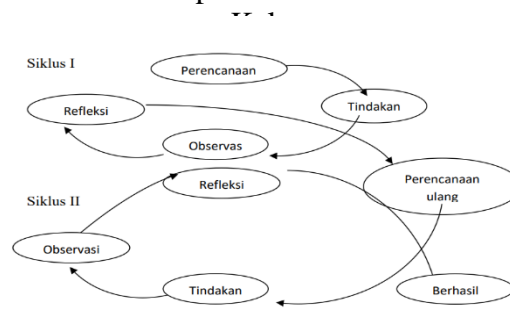 Siklus I
Perencanaan
Tindakan
Refleksi
Observas
Refleksi
Perencanaan
ulang
Siklus II
Observasi
Tindakan
Berhasil